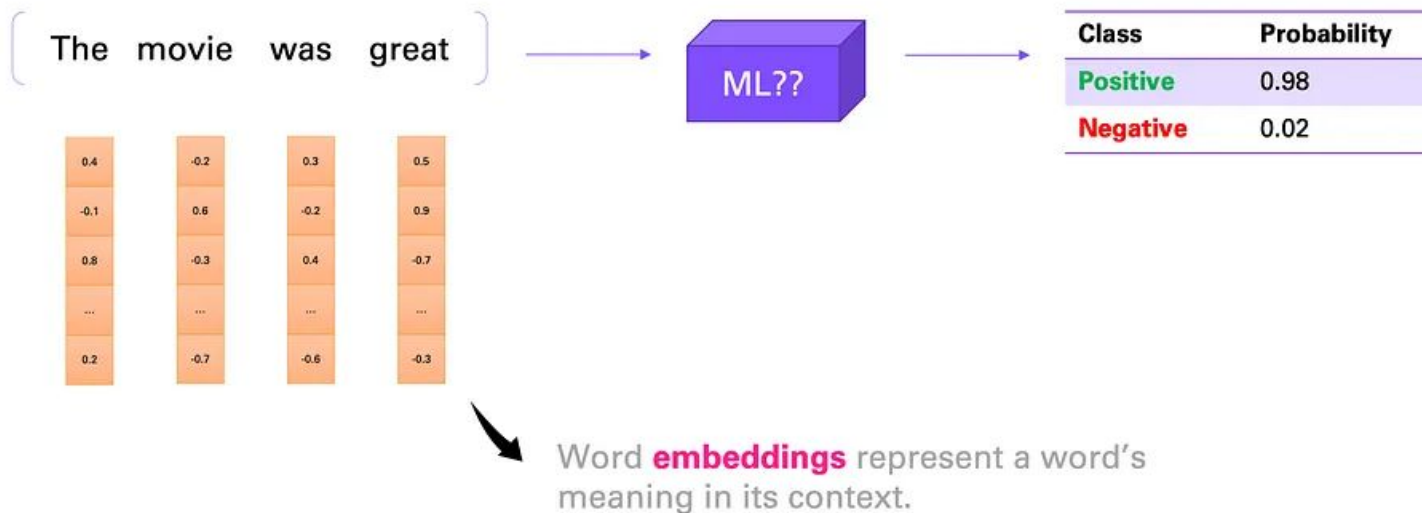 The movie was great
ML??
Class Probability
Positive 0.98
Negative 0.02
0.4 -0.2 0.3 0.5
-0.1 0.6 -0.2 0.9
0.8 -0.3 0.4 -0.7
... ... ... ...
0.2 -0.7 -0.6 -0.3
Word embeddings represent a word's
meaning in its context.